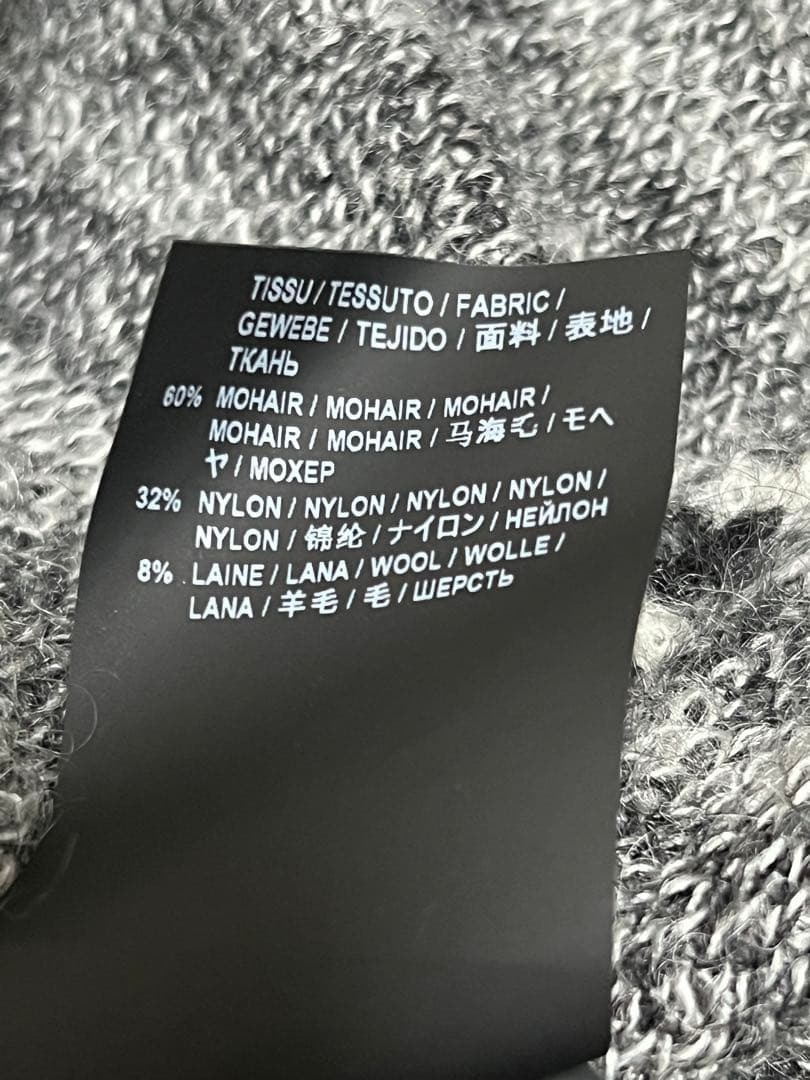 TISSU / TESSUTO / FABRIC /
GEWEBE / TEJIDO / 面料 / 表地 /
ТКАНЬ
60% MOHAIR / MOHAIR / MOHAIR /
MOHAIR / MOHAIR / 马海毛 / モヘ
ヤ / МОХЕР
32% NYLON / NYLON / NYLON / NYLON /
NYLON / 锦纶 / ナイロン / НЕЙЛОН
8% LAINE / LANA / WOOL / WOLLE /
LANA / 羊毛 / 毛 / ШЕРСТЬ